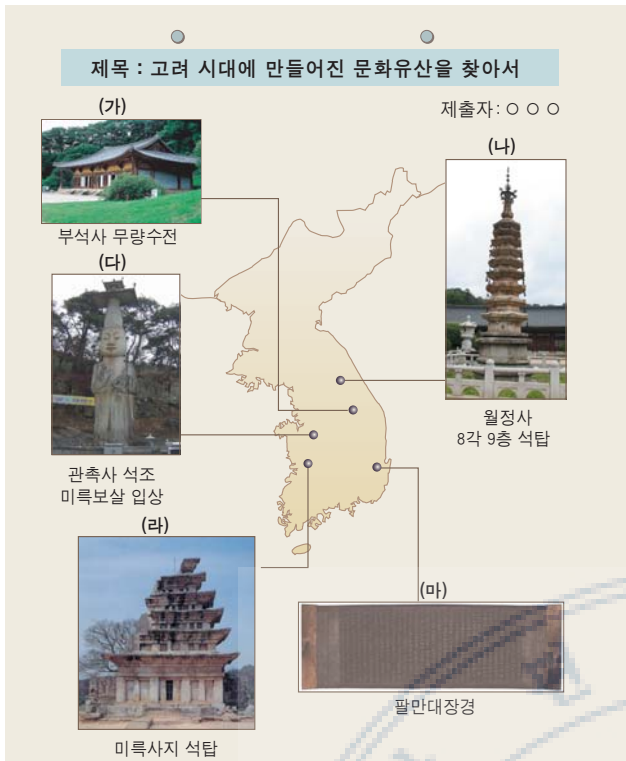 제목 : 고려 시대에 만들어진 문화유산을 찾아서
제출자 : ○ ○ ○
(가)
부석사 무량수전
(나)
월정사
8각 9층 석탑
(다)
관촉사 석조
미륵보살 입상
(라)
미륵사지 석탑
(마)
팔만대장경